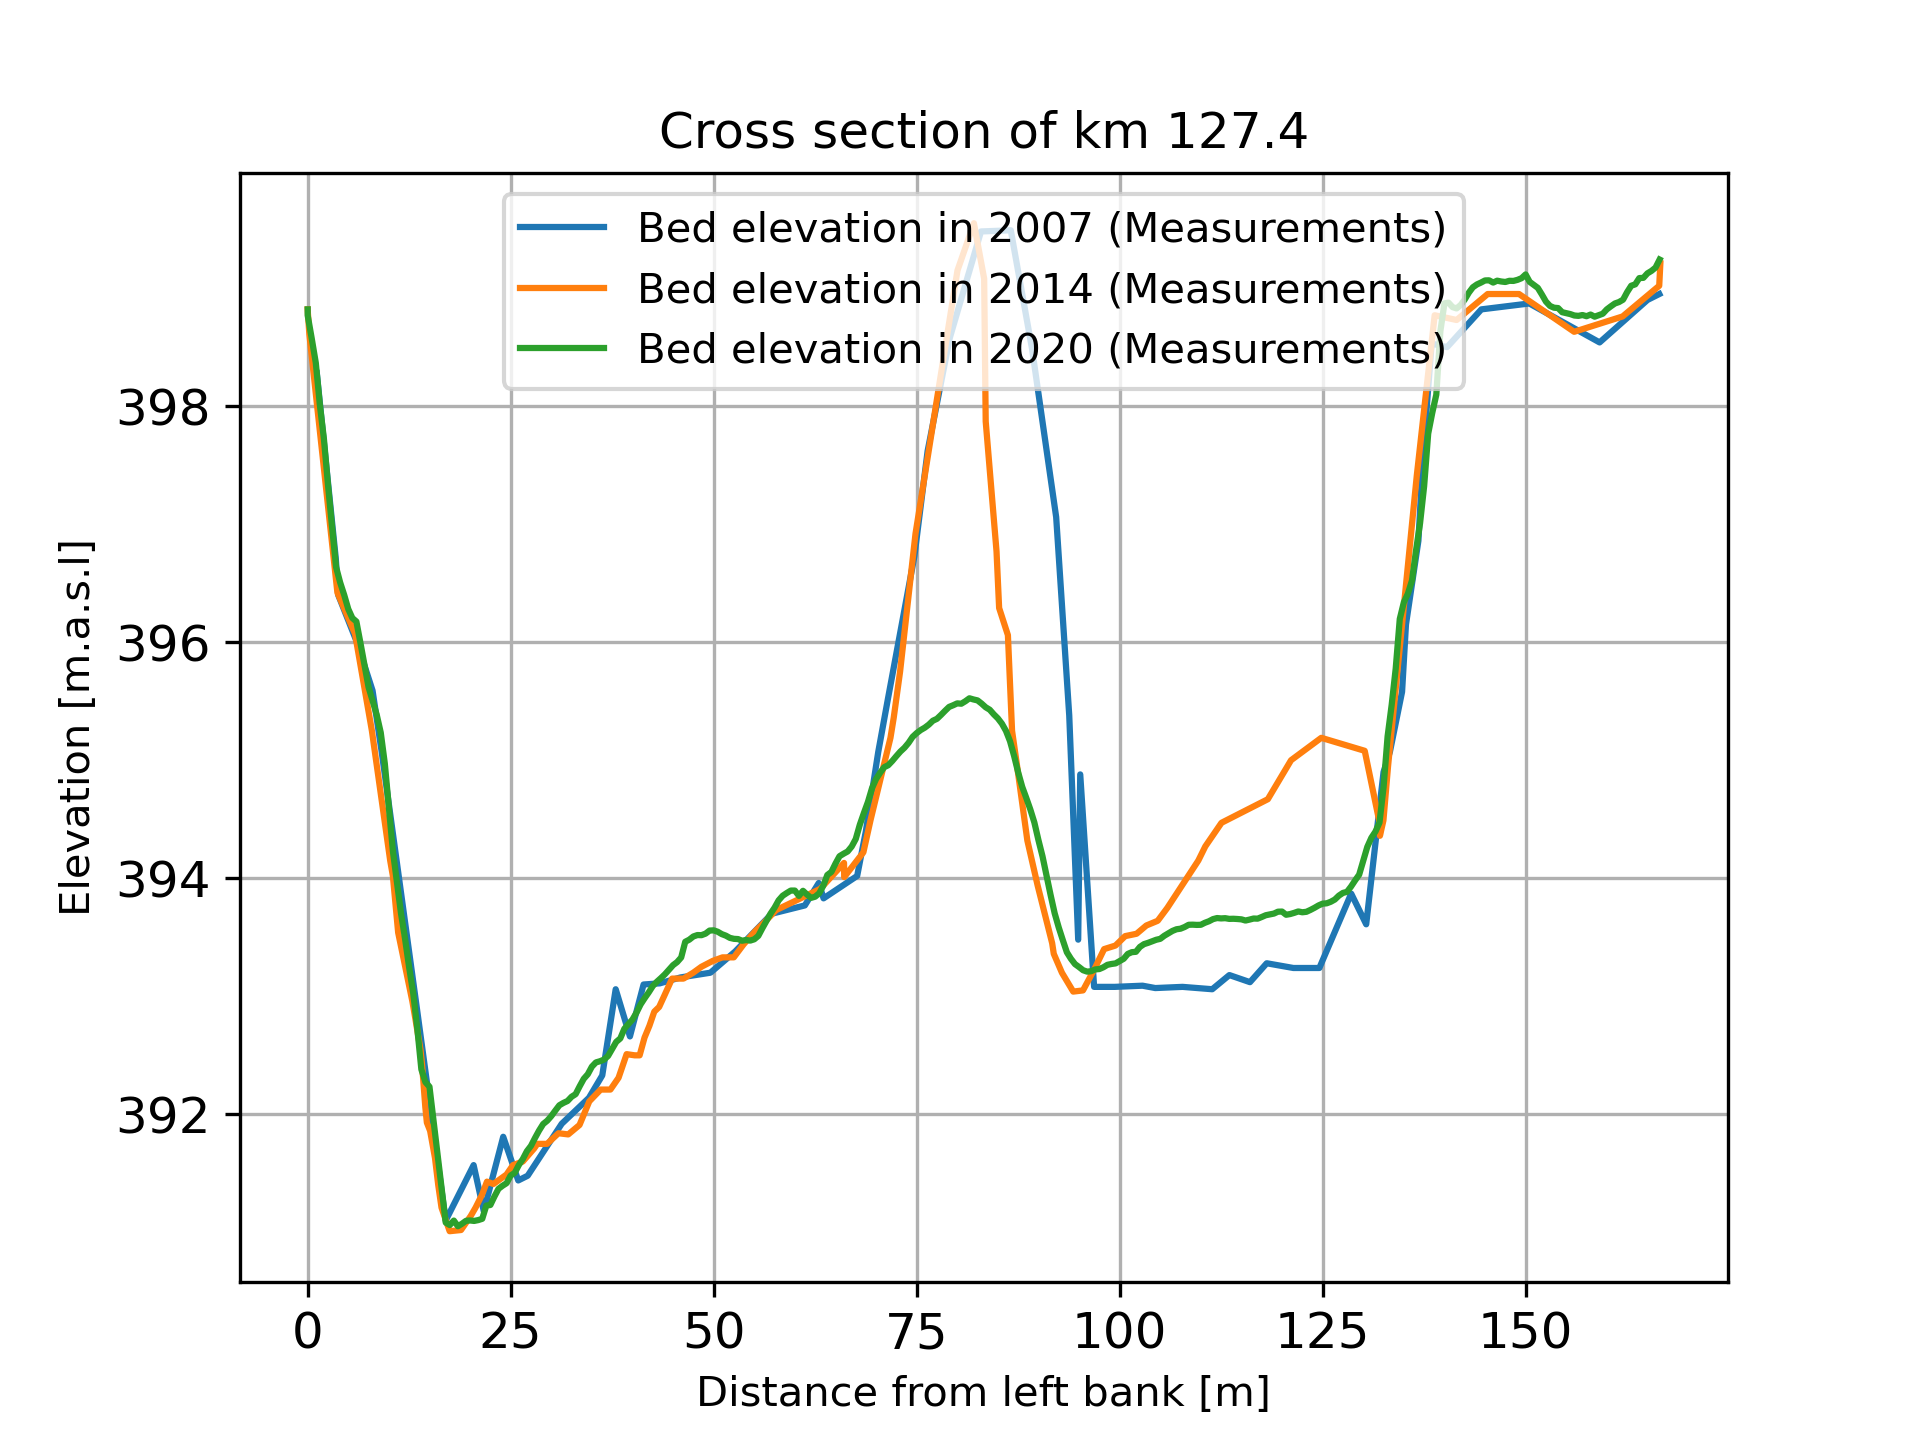 Cross section of km 127.4
Bed elevation in 2007 (Measurements)
Bed elevation in 2014 (Measurements)
Bed elevation in 2020 (Measurements)
398
396
394
392
Elevation [m.a.s.l]
0 25 50 75 100 125 150
Distance from left bank [m]